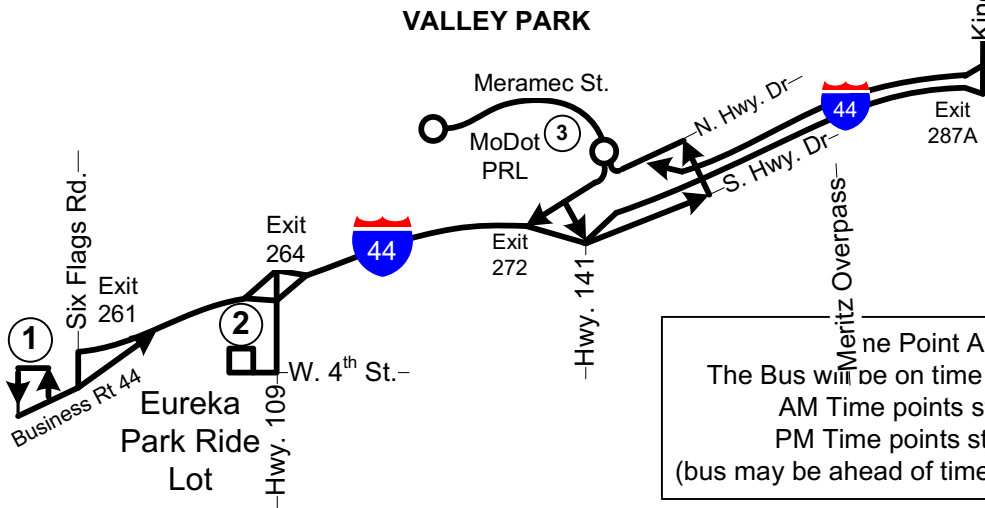 VALLEY PARK
Meramec St.
MoDot
PRL
3
N. Hwy. Dr
S. Hwy. Dr
44
Exit
287A
Six Flags Rd.
Exit
261
Exit
264
44
Exit
272
Hwy. 141
Meritz Overpass
1
2
Business Rt 44
W. 4th St.
Hwy. 109
Eureka
Park Ride
Lot
me Point A
The Bus will be on time
AM Time points s
PM Time points st
(bus may be ahead of time